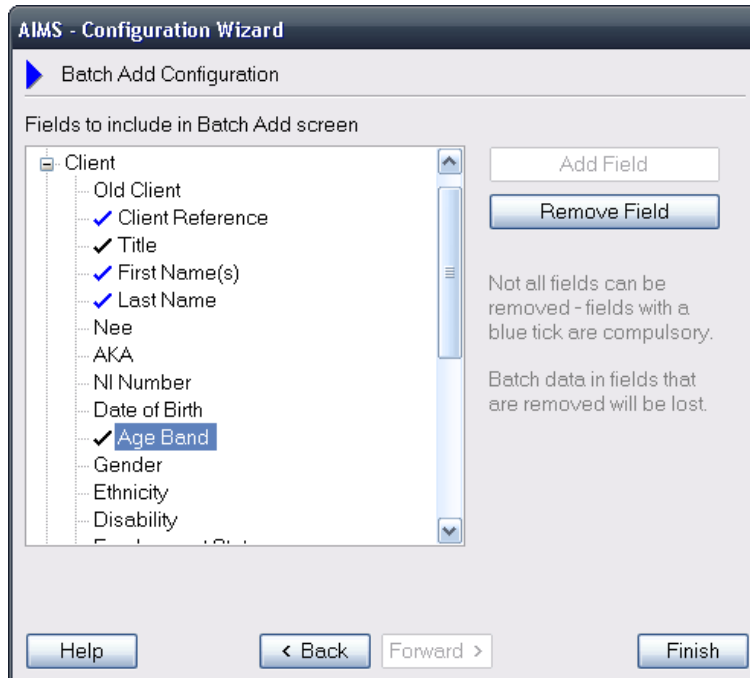 AIMS - Configuration Wizard
Batch Add Configuration
Fields to include in Batch Add screen
Client
Old Client
Client Reference
Title
First Name(s)
Last Name
Nee
AKA
NI Number
Date of Birth
Age Band
Gender
Ethnicity
Disability
Add Field
Remove Field
Not all fields can be
removed - fields with a
blue tick are compulsory.
Batch data in fields that
are removed will be lost.
Help
< Back
Forward >
Finish